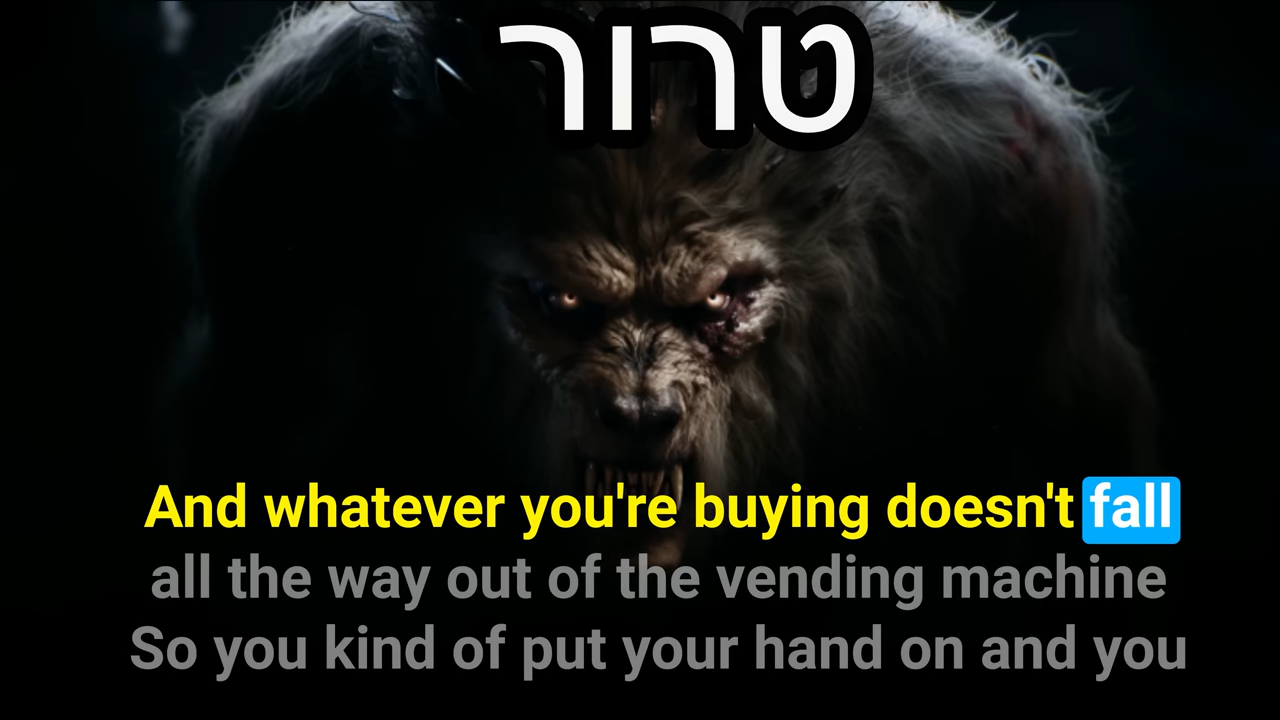 טרור
And whatever you're buying doesn't fall
all the way out of the vending machine
So you kind of put your hand on and you